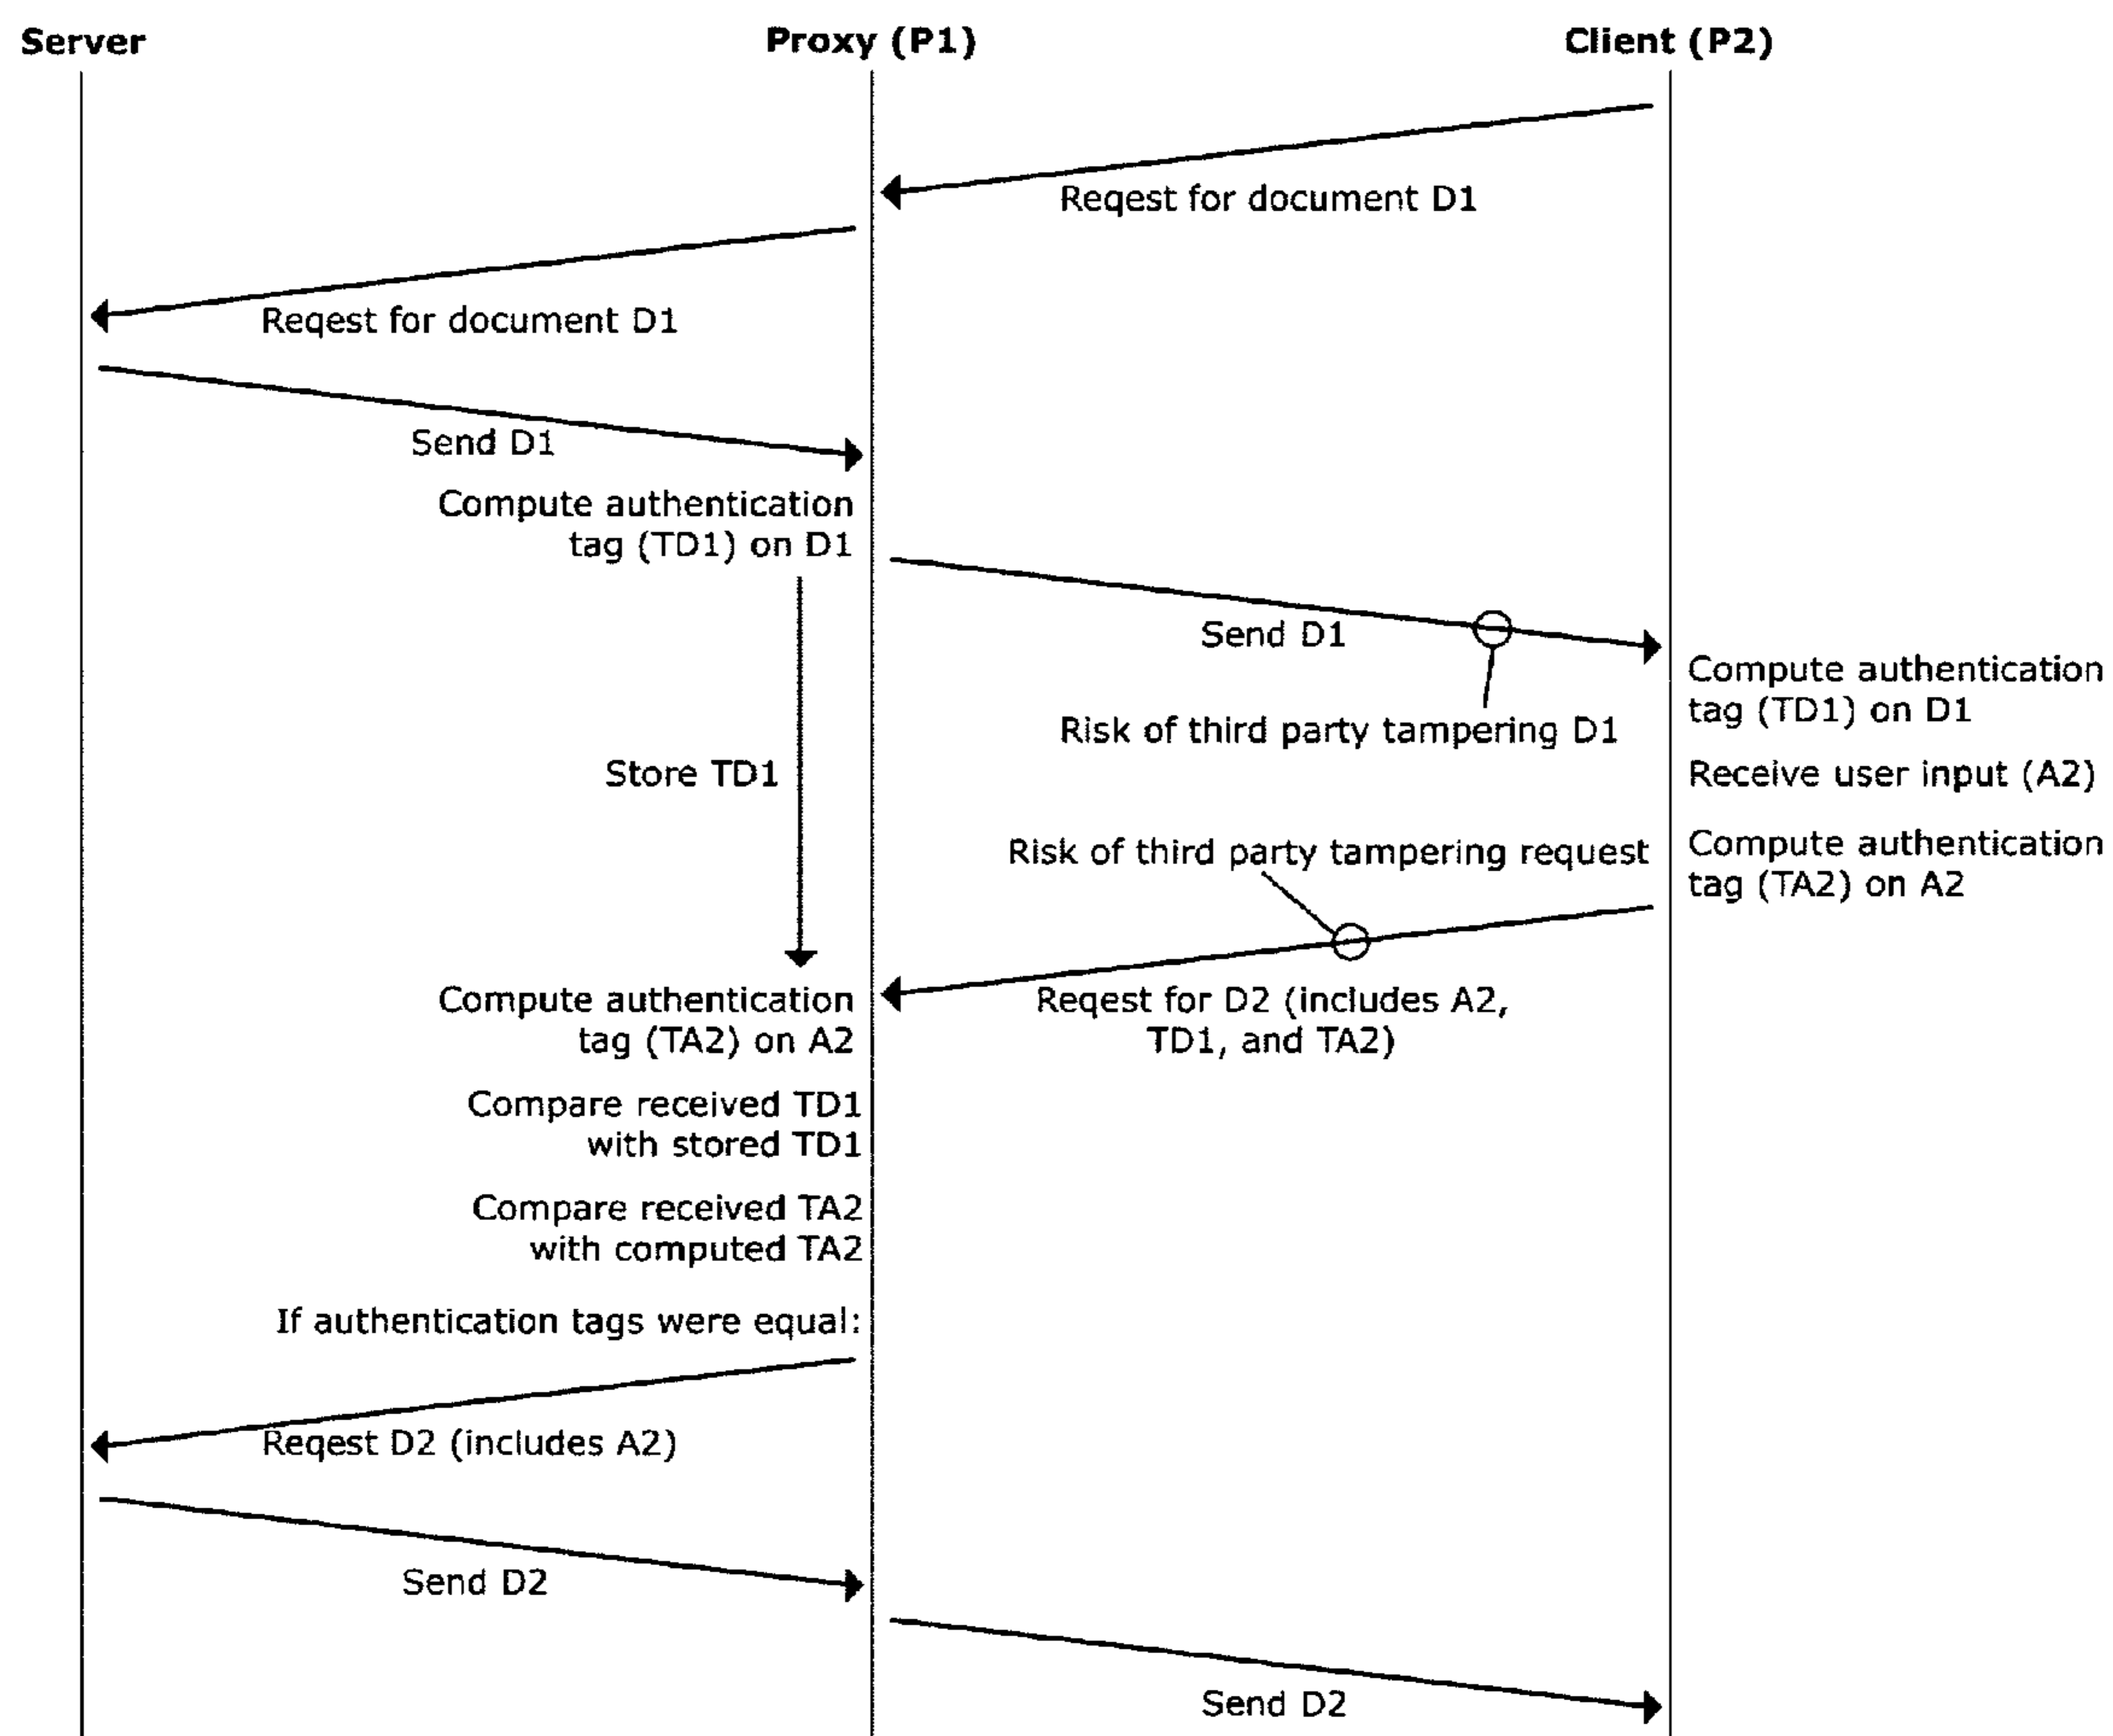 Server
Proxy (P1)
Client (P2)
Reqest for document D1
Reqest for document D1
Send D1
Compute authentication
tag (TD1) on D1
Send D1
Compute authentication
tag (TD1) on D1
Risk of third party tampering D1
Store TD1
Receive user input (A2)
Risk of third party tampering request
Compute authentication
tag (TA2) on A2
Compute authentication
tag (TA2) on A2
Reqest for D2 (includes A2,
TD1, and TA2)
Compare received TD1
with stored TD1
Compare received TA2
with computed TA2
If authentication tags were equal:
Reqest D2 (includes A2)
Send D2
Send D2